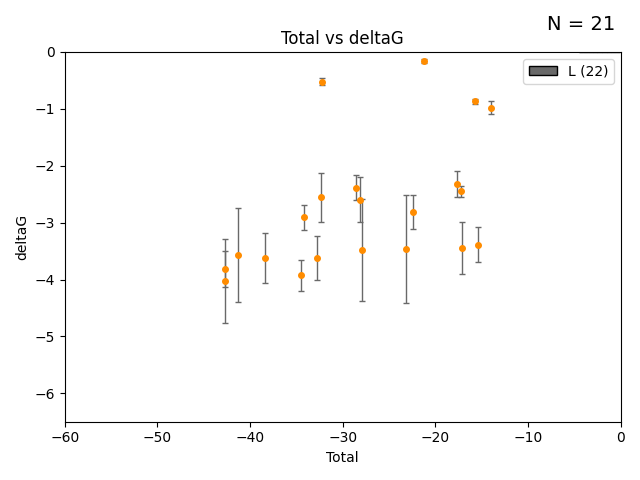 N = 21
Total vs deltaG
L (22)
0
−1
−2
−3
−4
−5
−6
deltaG
−60 −50 −40 −30 −20 −10 0
Total